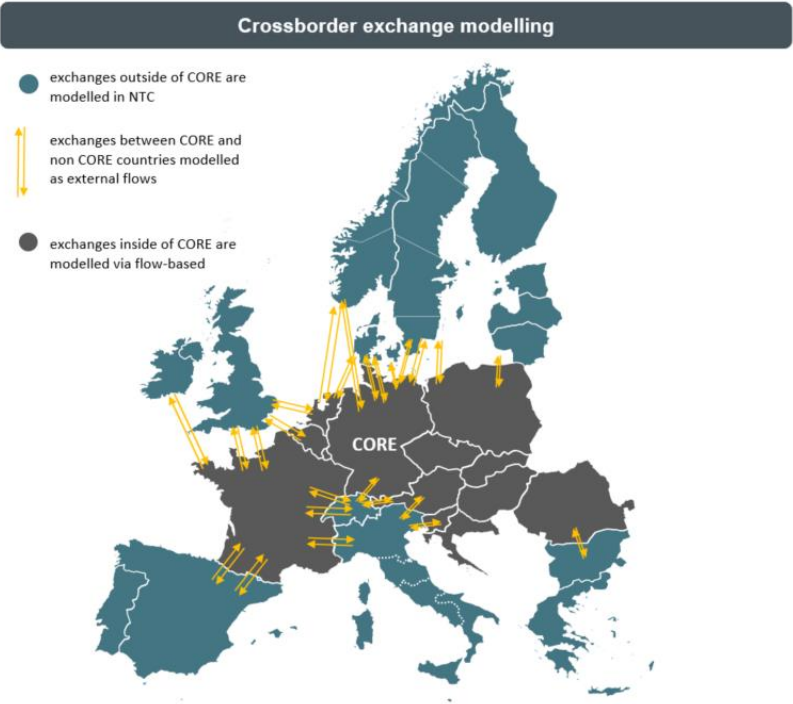 Crossborder exchange modelling
exchanges outside of CORE are
modelled in NTC
exchanges between CORE and
non CORE countries modelled
as external flows
exchanges inside of CORE are
modelled via flow-based
CORE